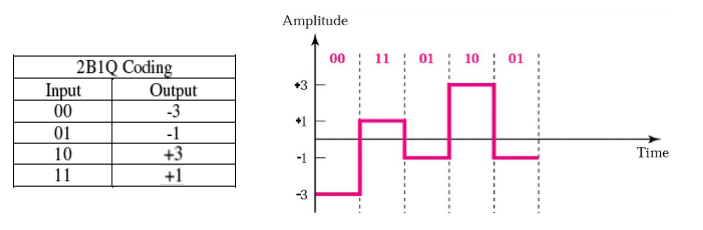 2B1Q Coding
Input Output
00 -3
01 -1
10 +3
11 +1
Amplitude
00 11 01 10 01
+3
+1
-1
-3
Time